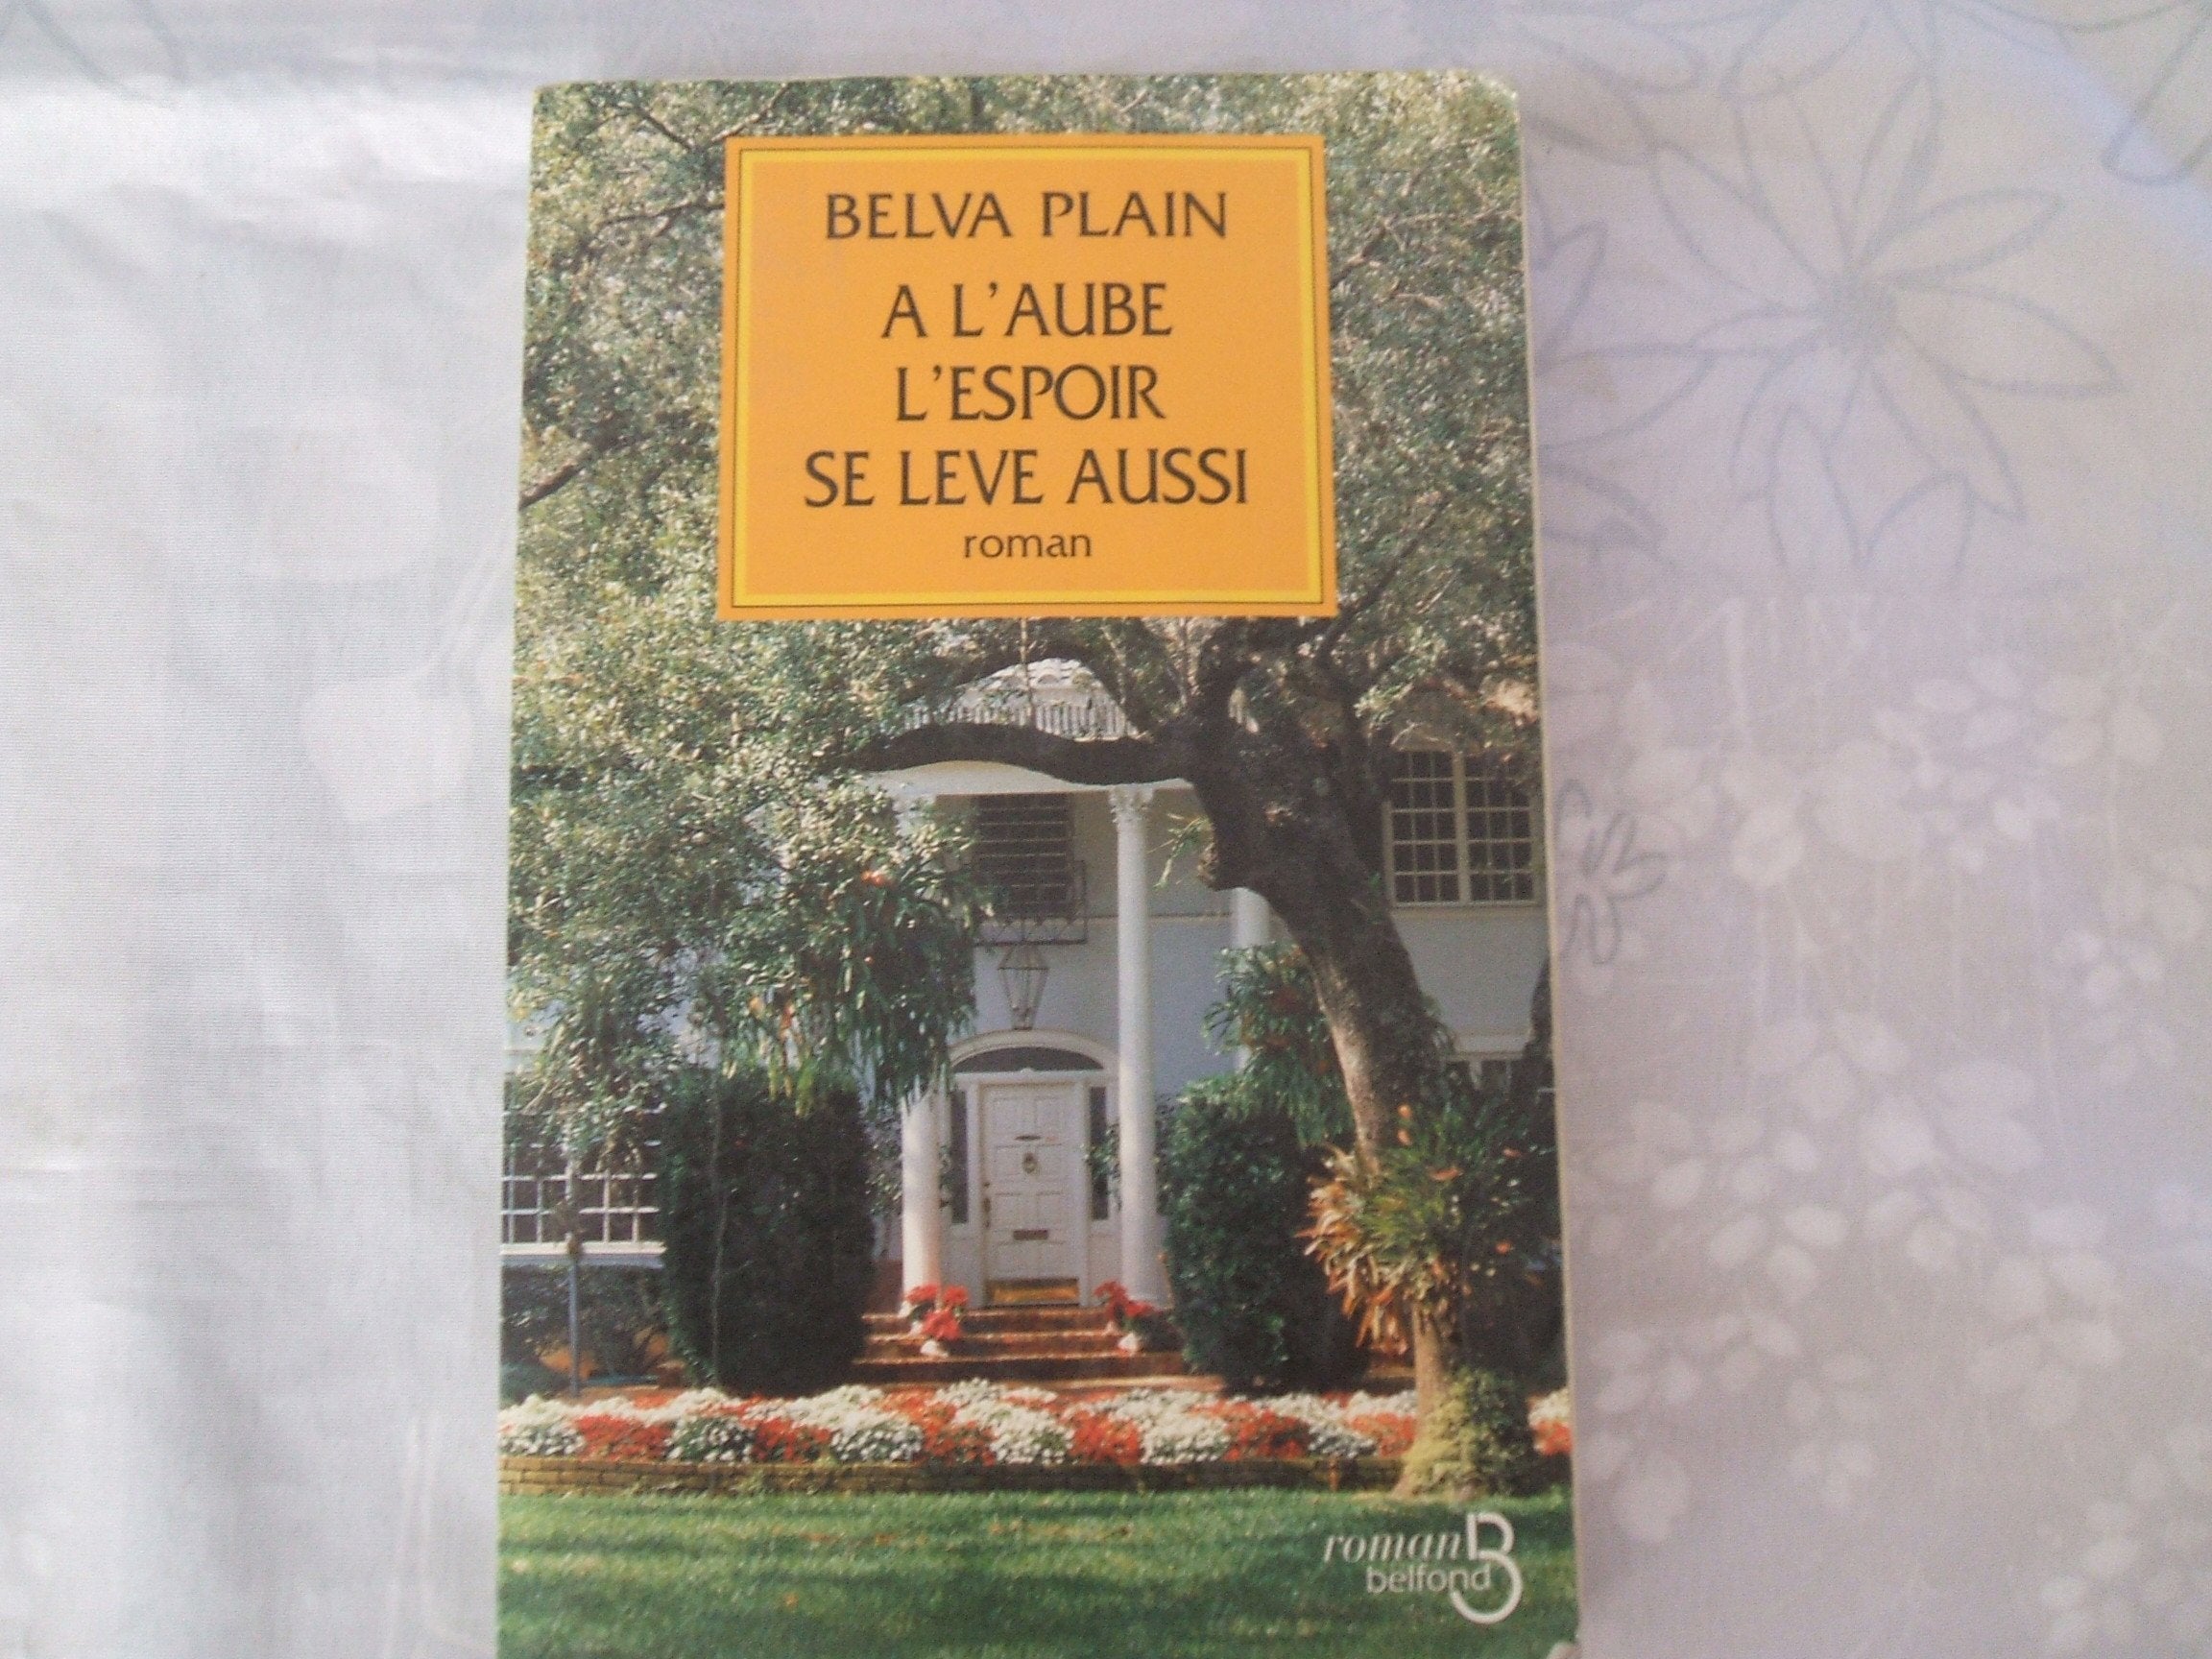 BELVA PLAIN
A L'AUBE
L'ESPOIR
SE LEVE AUSSI
roman
roman B
belfond